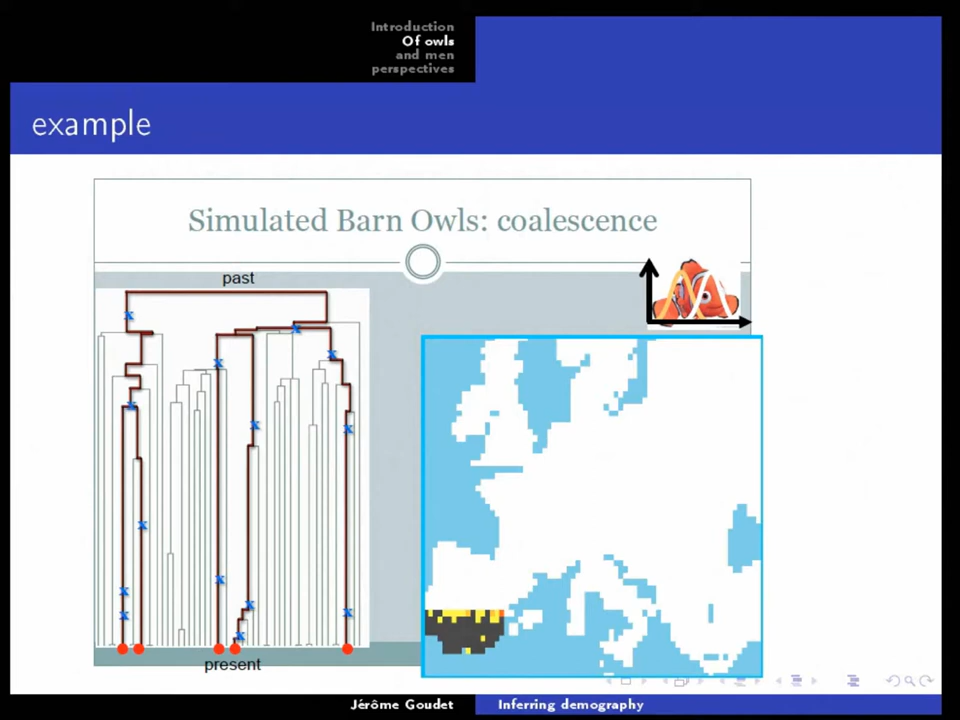 Introduction
Of owls
and men
perspectives
example
Simulated Barn Owls: coalescence
past
present
Jérôme Goudet
Inferring demography